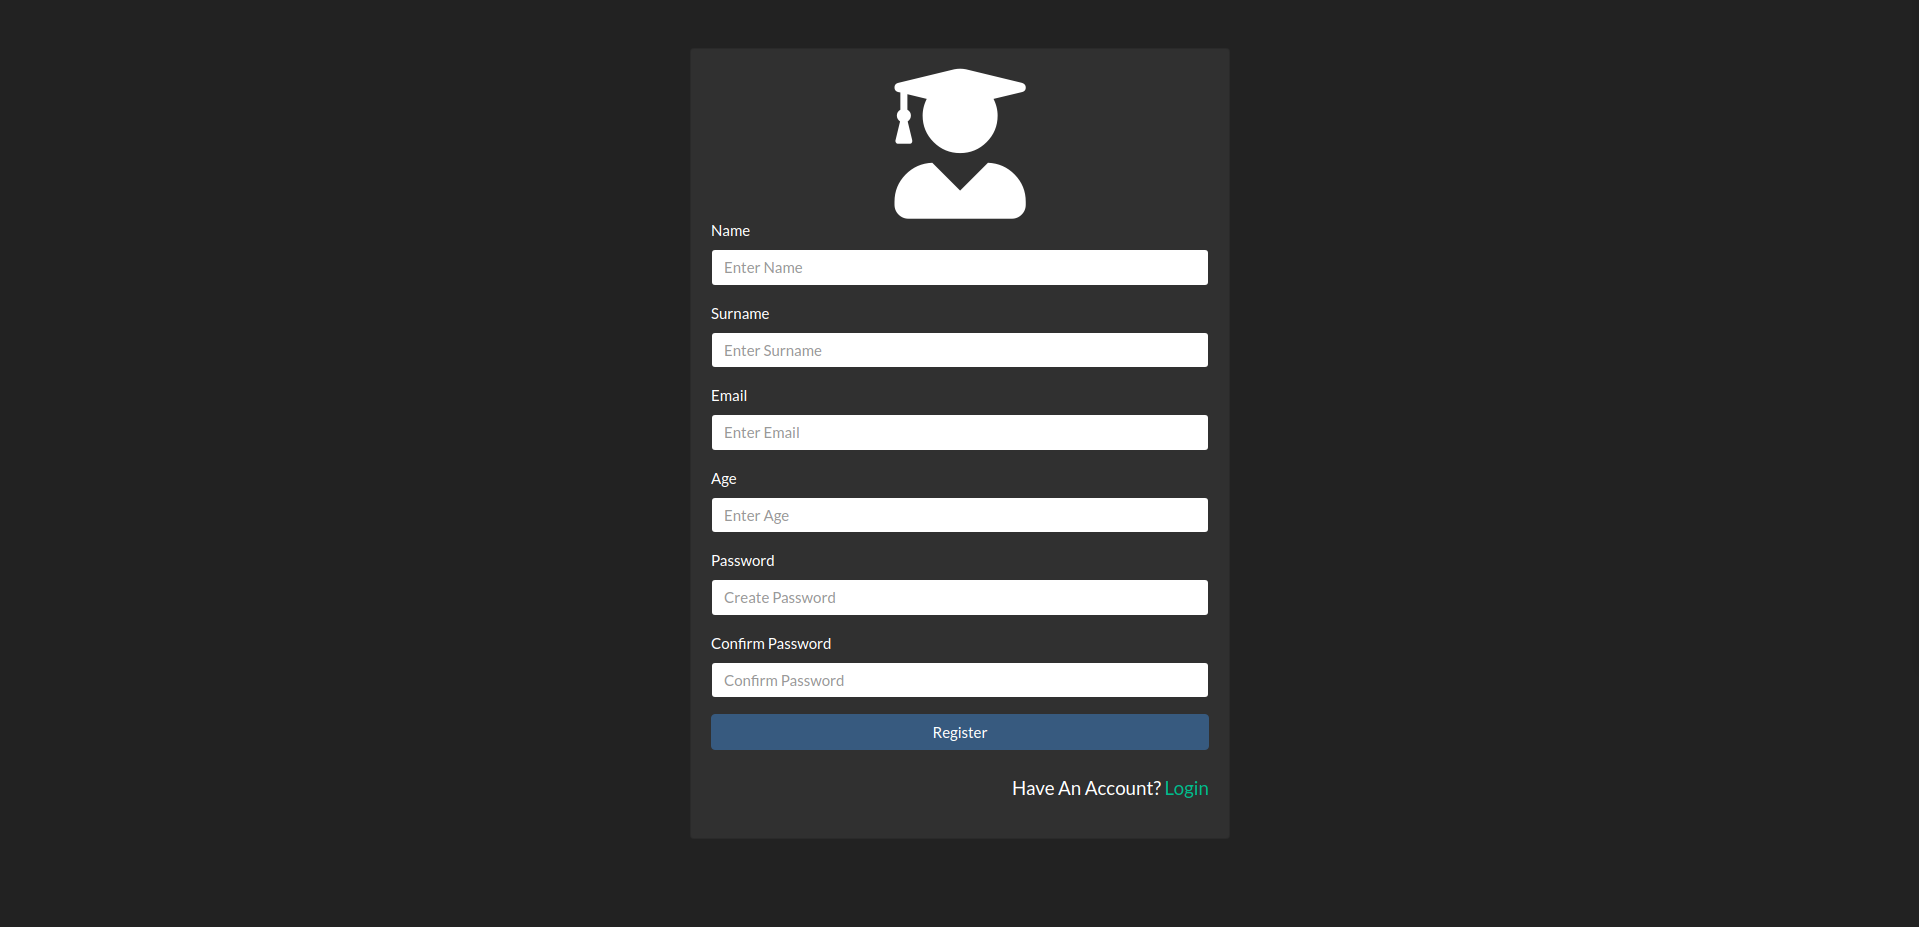 Name
Enter Name
Surname
Enter Surname
Email
Enter Email
Age
Enter Age
Password
Create Password
Confirm Password
Confirm Password
Register
Have An Account? Login